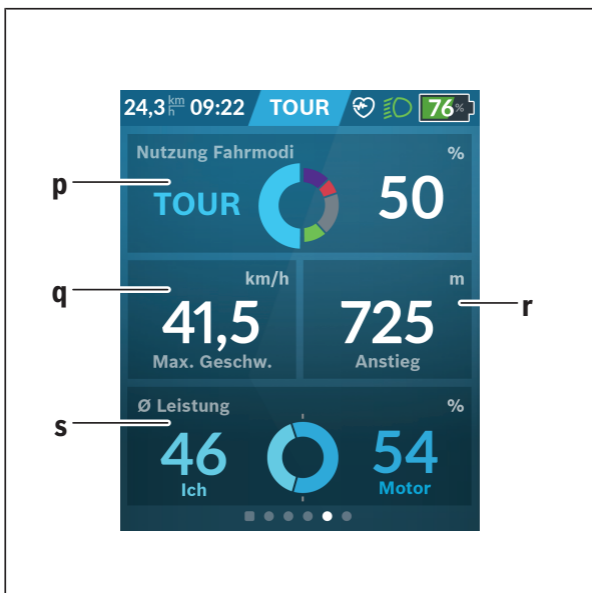 24,3 km/h 09:22 TOUR 76%
Nutzung Fahrmodi %
p
TOUR 50
q
km/h
41,5
Max. Geschw.
m
725
Anstieg
r
s
Ø Leistung %
46 54
Ich Motor